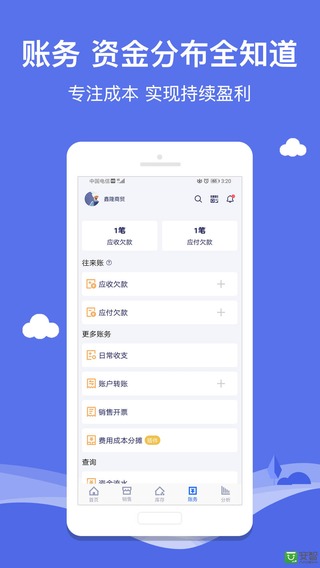 账务 资金分布全知道
专注成本 实现持续盈利
中国电信 3:20
鑫隆商贸
1笔 1笔
应收欠款 应付欠款
往来账
应收欠款
应付欠款
更多账务
日常收支
账户转账
销售开票
费用成本分摊
查询
资金流水
首页 销售 库存 账务 分析